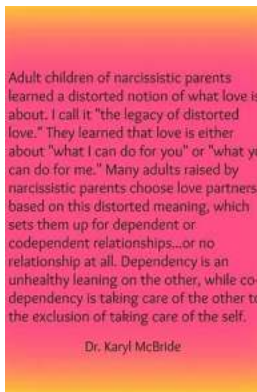 Adult children of narcissistic parents
learned a distorted notion of what love is
about. I call it "the legacy of distorted
love." They learned that love is either
about "what I can do for you" or "what yo
can do for me." Many adults raised by
narcissistic parents choose love partners
based on this distorted meaning, which
sets them up for dependent or
codependent relationships...or no
relationship at all. Dependency is an
unhealthy leaning on the other, while co-
dependency is taking care of the other to
the exclusion of taking care of the self.
Dr. Karyl McBride